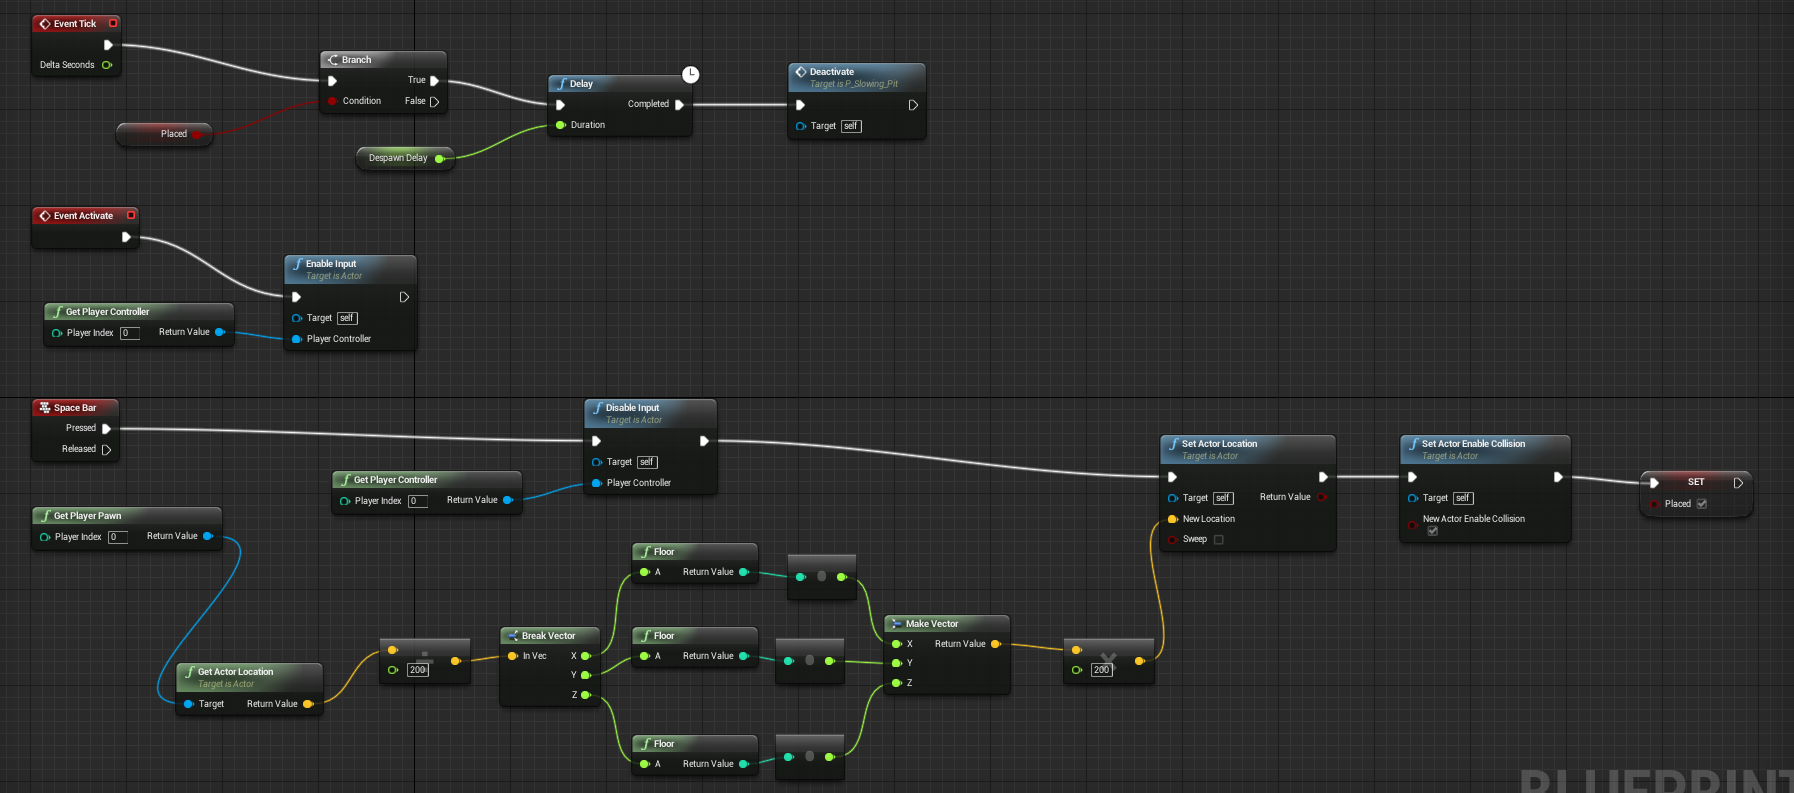 Event Tick
Delta Seconds
Branch
True
Condition
False
Placed
Delay
Completed
Duration
Despawn Delay
Deactivate
Target is P_Slowing_Pit
Target self
Event Activate
Enable Input
Target is Actor
Target self
Player Controller
Get Player Controller
Player Index 0
Return Value
Space Bar
Pressed
Released
Disable Input
Target is Actor
Target self
Player Controller
Get Player Controller
Player Index 0
Return Value
Get Player Pawn
Player Index 0
Return Value
Get Actor Location
Target is Actor
Target
Return Value
÷
200
Break Vector
In Vec
X
Y
Z
Floor
A
Return Value
Floor
A
Return Value
Floor
A
Return Value
Make Vector
X
Y
Z
Return Value
×
200
Set Actor Location
Target is Actor
Target self
Return Value
New Location
Sweep
Set Actor Enable Collision
Target is Actor
Target self
New Actor Enable Collision
SET
Placed
BLUEPRINT